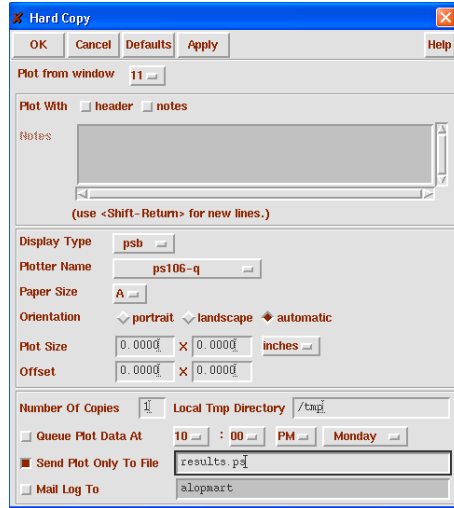 Hard Copy
OK Cancel Defaults Apply Help
Plot from window 11
Plot With header notes
Notes
(use <Shift-Return> for new lines.)
Display Type psb
Plotter Name ps106-q
Paper Size A
Orientation portrait landscape automatic
Plot Size 0.0000 X 0.0000 inches
Offset 0.0000 X 0.0000
Number Of Copies 1 Local Tmp Directory /tmp
Queue Plot Data At 10 : 00 PM Monday
Send Plot Only To File results.ps
Mail Log To alopmart